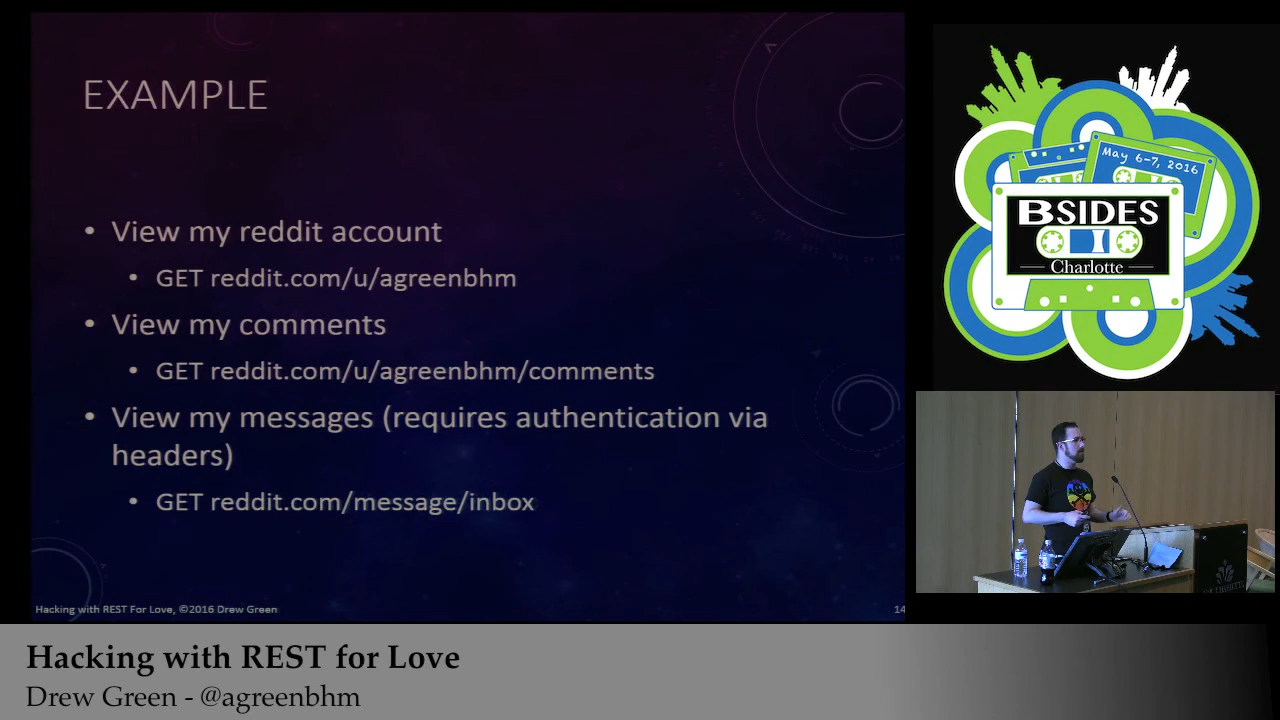 EXAMPLE
• View my reddit account
• GET reddit.com/u/agreenbhm
• View my comments
• GET reddit.com/u/agreenbhm/comments
• View my messages (requires authentication via
headers)
• GET reddit.com/message/inbox
Hacking with REST For Love, ©2016 Drew Green
14
May 6-7, 2016
BSIDES
Charlotte
Hacking with REST for Love
Drew Green - @agreenbhm